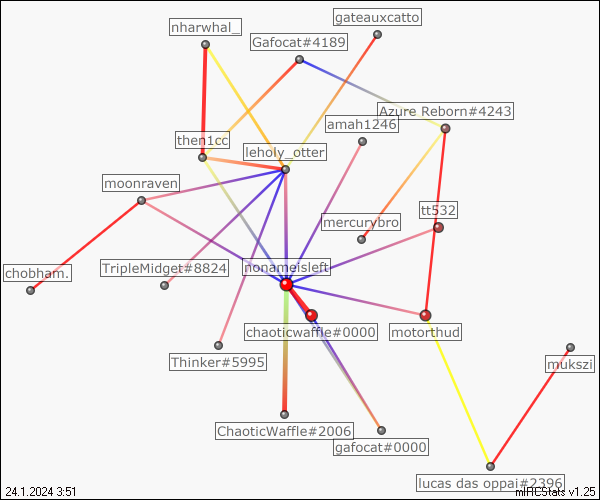 gateauxcatto
nharwhal_
Gafocat#4189
Azure Reborn#4243
amah1246
then1cc
leholy_otter
moonraven
tt532
mercurybro
nonameisleft
chobham.
TripleMidget#8824
chaoticwaffle#0000
motorthud
Thinker#5995
mukszi
ChaoticWaffle#2006
gafocat#0000
lucas das oppai#2396
24.1.2024 3:51
mIRCStats v1.25